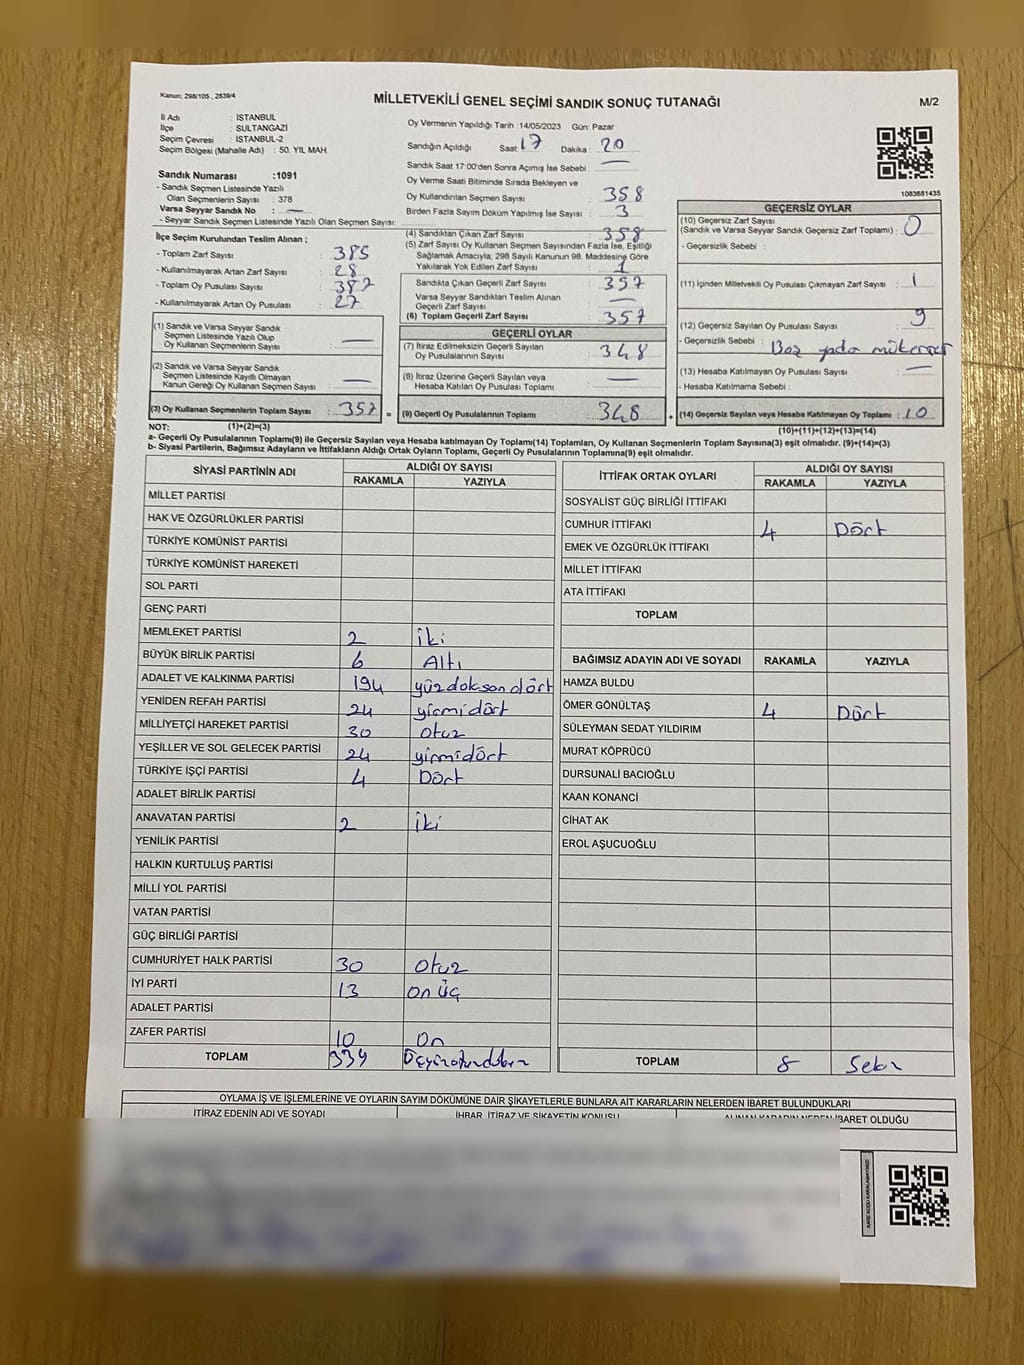 Kanun: 298/105, 2839/4
MİLLETVEKİLİ GENEL SEÇİMİ SANDIK SONUÇ TUTANAĞI
M/2
İl Adı : İSTANBUL
İlçe : SULTANGAZİ
Seçim Çevresi : İSTANBUL-2
Seçim Bölgesi (Mahalle Adı) : 50. YIL MAH.
Oy Vermenin Yapıldığı Tarih :14/05/2023 Gün: Pazar
Sandığın Açıldığı Saat : 17 Dakika : 20
Sandık Saat 17:00'den Sonra Açımış İse Sebebi : —
Oy Verme Saati Bitiminde Sırada Bekleyen ve
Oy Kullandırılan Seçmen Sayısı : 358
Birden Fazla Sayım Döküm Yapılmış İse Sayısı : 3
1083681435
Sandık Numarası :1091
- Sandık Seçmen Listesinde Yazılı
Olan Seçmenlerin Sayısı : 378
Varsa Seyyar Sandık No : —
- Seyyar Sandık Seçmen Listesinde Yazılı Olan Seçmen Sayısı:
İlçe Seçim Kurulundan Teslim Alınan ;
- Toplam Zarf Sayısı : 385
- Kullanılmayarak Artan Zarf Sayısı : 28
- Toplam Oy Pusulası Sayısı : 387
- Kullanılmayarak Artan Oy Pusulası : 27
(1) Sandık ve Varsa Seyyar Sandık
Seçmen Listesinde Yazılı Olup
Oy Kullanan Seçmenlerin Sayısı : —
(2) Sandık ve Varsa Seyyar Sandık
Seçmen Listesinde Kayıtlı Olmayan
Kanun Gereği Oy Kullanan Seçmen Sayısı : —
(3) Oy Kullanan Seçmenlerin Toplam Sayısı : 357 =
(1)+(2)=(3)
(4) Sandıktan Çıkan Zarf Sayısı : 358
(5) Zarf Sayısı Oy Kullanan Seçmen Sayısından Fazla İse, Eşitliği
Sağlamak Amacıyla; 298 Sayılı Kanunun 98. Maddesine Göre
Yakılarak Yok Edilen Zarf Sayısı : 1
Sandıkta Çıkan Geçerli Zarf Sayısı : 357
Varsa Seyyar Sandıktan Teslim Alınan
Geçerli Zarf Sayısı : —
(6) Toplam Geçerli Zarf Sayısı : 357
GEÇERLİ OYLAR
(7) İtiraz Edilmeksizin Geçerli Sayılan
Oy Pusulalarının Sayısı : 348
(8) İtiraz Üzerine Geçerli Sayılan veya
Hesaba Katılan Oy Pusulası Toplamı : —
(9) Geçerli Oy Pusulalarının Toplamı : 348 +
GEÇERSİZ OYLAR
(10) Geçersiz Zarf Sayısı
(Sandık ve Varsa Seyyar Sandık Geçersiz Zarf Toplamı) : 0
- Geçersizlik Sebebi :
(11) İçinden Milletvekili Oy Pusulası Çıkmayan Zarf Sayısı : 1
(12) Geçersiz Sayılan Oy Pusulası Sayısı : 9
- Geçersizlik Sebebi : Boş yada mükerrer
(13) Hesaba Katılmayan Oy Pusulası Sayısı : —
- Hesaba Katılmama Sebebi :
(14) Geçersiz Sayılan veya Hesaba Katılmayan Oy Toplamı : 10
(10)+(11)+(12)+(13)=(14)
NOT:
a- Geçerli Oy Pusulalarının Toplamı(9) ile Geçersiz Sayılan veya Hesaba katılmayan Oy Toplamı(14) Toplamları, Oy Kullanan Seçmenlerin Toplam Sayısına(3) eşit olmalıdır. (9)+(14)=(3)
b- Siyasi Partilerin, Bağımsız Adayların ve İttifakların Aldığı Ortak Oyların Toplamı, Geçerli Oy Pusulalarının Toplamına(9) eşit olmalıdır.
SİYASİ PARTİNİN ADI ALDIĞI OY SAYISI
RAKAMLA YAZIYLA
MİLLET PARTİSİ
HAK VE ÖZGÜRLÜKLER PARTİSİ
TÜRKİYE KOMÜNİST PARTİSİ
TÜRKİYE KOMÜNİST HAREKETİ
SOL PARTİ
GENÇ PARTİ
MEMLEKET PARTİSİ 2 İki
BÜYÜK BİRLİK PARTİSİ 6 Altı
ADALET VE KALKINMA PARTİSİ 194 yüzdoksandört
YENİDEN REFAH PARTİSİ 24 yirmidört
MİLLİYETÇİ HAREKET PARTİSİ 30 otuz
YEŞİLLER VE SOL GELECEK PARTİSİ 24 yirmidört
TÜRKİYE İŞÇİ PARTİSİ 4 Dört
ADALET BİRLİK PARTİSİ
ANAVATAN PARTİSİ 2 İki
YENİLİK PARTİSİ
HALKIN KURTULUŞ PARTİSİ
MİLLİ YOL PARTİSİ
VATAN PARTİSİ
GÜÇ BİRLİĞİ PARTİSİ
CUMHURİYET HALK PARTİSİ 30 Otuz
İYİ PARTİ 13 On üç
ADALET PARTİSİ
ZAFER PARTİSİ 10 On
TOPLAM 339
İTTİFAK ORTAK OYLARI ALDIĞI OY SAYISI
RAKAMLA YAZIYLA
SOSYALİST GÜÇ BİRLİĞİ İTTİFAKI
CUMHUR İTTİFAKI 4 Dört
EMEK VE ÖZGÜRLÜK İTTİFAKI
MİLLET İTTİFAKI
ATA İTTİFAKI
TOPLAM
BAĞIMSIZ ADAYIN ADI VE SOYADI RAKAMLA YAZIYLA
HAMZA BULDU
ÖMER GÖNÜLTAŞ 4 Dört
SÜLEYMAN SEDAT YILDIRIM
MURAT KÖPRÜCÜ
DURSUNALİ BACIOĞLU
KAAN KONANCİ
CİHAT AK
EROL AŞUCUOĞLU
TOPLAM 8 Sekiz
OYLAMA İŞ VE İŞLEMLERİNE VE OYLARIN SAYIM DÖKÜMÜNE DAİR ŞİKAYETLERLE BUNLARA AİT KARARLARIN NELERDEN İBARET BULUNDUKLARI
İTİRAZ EDENİN ADI VE SOYADI İHBAR, İTİRAZ VE ŞİKAYETİN KONUSU ALINAN KARARIN NEDEN İBARET OLDUĞU